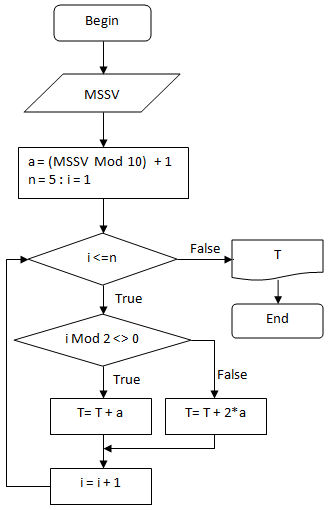 Begin
MSSV
a = (MSSV Mod 10) + 1
n = 5 : i = 1
i <=n
False
T
True
End
i Mod 2 <> 0
True
False
T= T + a
T= T + 2*a
i = i + 1